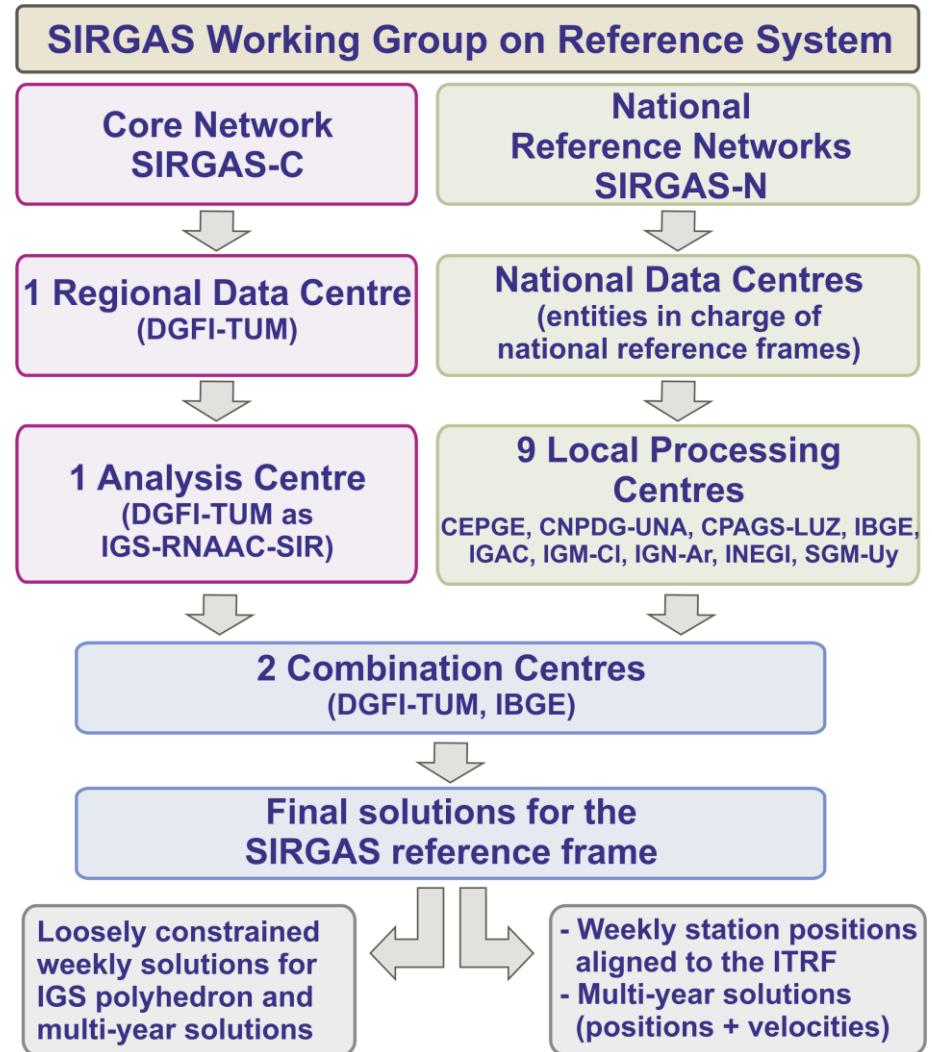 SIRGAS Working Group on Reference System
Core Network
SIRGAS-C
National
Reference Networks
SIRGAS-N
1 Regional Data Centre
(DGFI-TUM)
National Data Centres
(entities in charge of
national reference frames)
1 Analysis Centre
(DGFI-TUM as
IGS-RNAAC-SIR)
9 Local Processing
Centres
CEPGE, CNPDG-UNA, CPAGS-LUZ, IBGE,
IGAC, IGM-Cl, IGN-Ar, INEGI, SGM-Uy
2 Combination Centres
(DGFI-TUM, IBGE)
Final solutions for the
SIRGAS reference frame
Loosely constrained
weekly solutions for
IGS polyhedron and
multi-year solutions
- Weekly station positions
aligned to the ITRF
- Multi-year solutions
(positions + velocities)